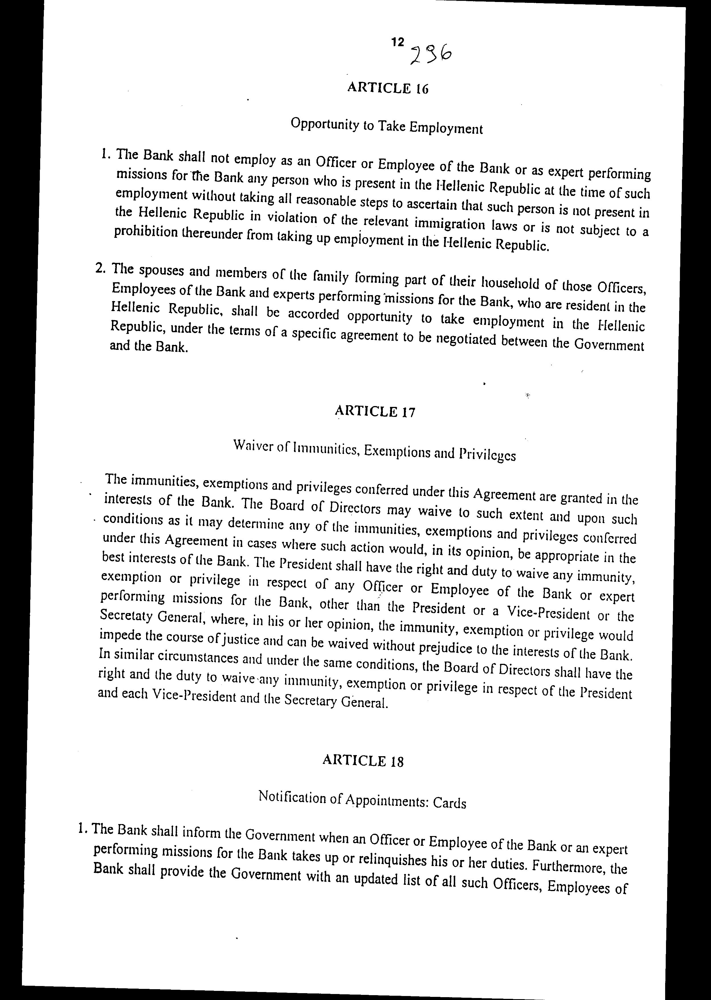 12
296
ARTICLE 16
Opportunity to Take Employment
1. The Bank shall not employ as an Officer or Employee of the Bank or as expert performing
missions for the Bank any person who is present in the Hellenic Republic at the time of such
employment without taking all reasonable steps to ascertain that such person is not present in
the Hellenic Republic in violation of the relevant immigration laws or is not subject to a
prohibition thereunder from taking up employment in the Hellenic Republic.
2. The spouses and members of the family forming part of their household of those Officers,
Employees of the Bank and experts performing missions for the Bank, who are resident in the
Hellenic Republic, shall be accorded opportunity to take employment in the Hellenic
Republic, under the terms of a specific agreement to be negotiated between the Government
and the Bank.
ARTICLE 17
Waiver of Immunities, Exemptions and Privileges
The immunities, exemptions and privileges conferred under this Agreement are granted in the
interests of the Bank. The Board of Directors may waive to such extent and upon such
conditions as it may determine any of the immunities, exemptions and privileges conferred
under this Agreement in cases where such action would, in its opinion, be appropriate in the
best interests of the Bank. The President shall have the right and duty to waive any immunity,
exemption or privilege in respect of any Officer or Employee of the Bank or expert
performing missions for the Bank, other than the President or a Vice-President or the
Secretaty General, where, in his or her opinion, the immunity, exemption or privilege would
impede the course of justice and can be waived without prejudice to the interests of the Bank.
In similar circumstances and under the same conditions, the Board of Directors shall have the
right and the duty to waive any immunity, exemption or privilege in respect of the President
and each Vice-President and the Secretary General.
ARTICLE 18
Notification of Appointments: Cards
1. The Bank shall inform the Government when an Officer or Employee of the Bank or an expert
performing missions for the Bank takes up or relinquishes his or her duties. Furthermore, the
Bank shall provide the Government with an updated list of all such Officers, Employees of